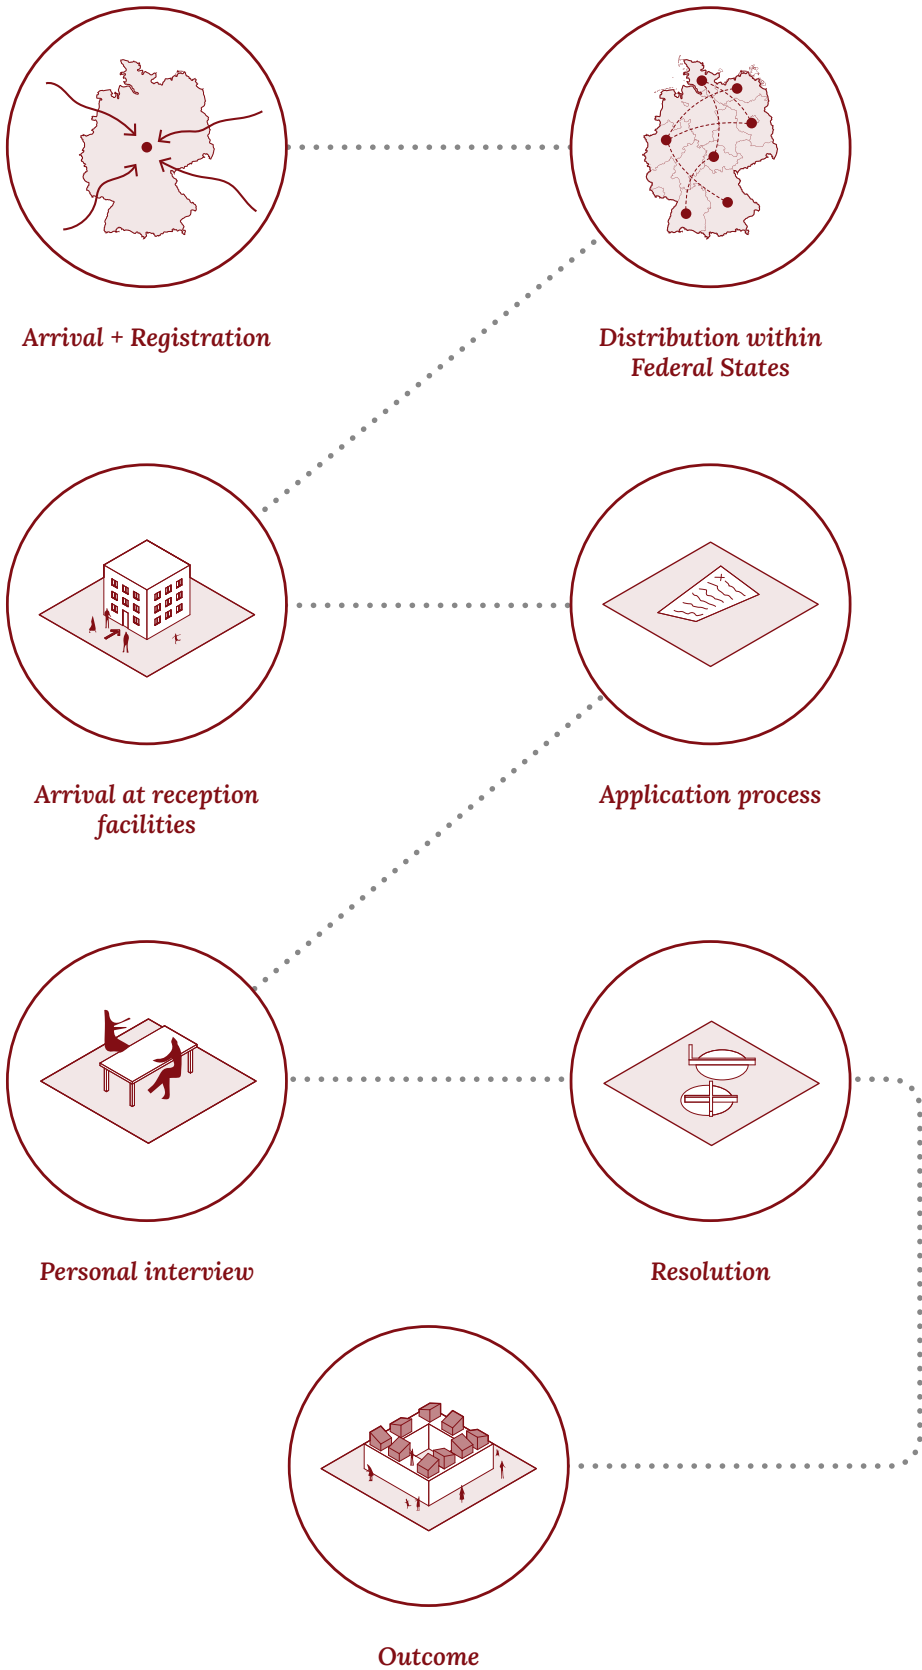 Arrival + Registration
Distribution within
Federal States
Arrival at reception
facilities
Application process
Personal interview
Resolution
Outcome